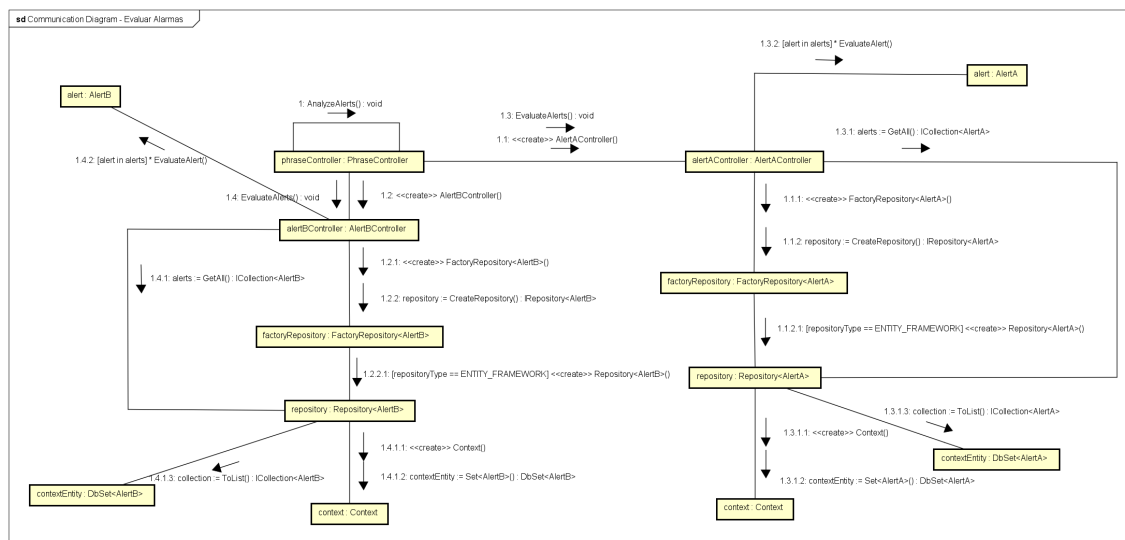 sd Communication Diagram - Evaluar Alarmas
1.3.2: [alert in alerts] * EvaluateAlert()
alert : AlertA
alert : AlertB
1: AnalyzeAlerts() : void
1.3: EvaluateAlerts() : void
1.1: <<create>> AlertAController()
1.3.1: alerts := GetAll() : ICollection<AlertA>
1.4.2: [alert in alerts] * EvaluateAlert()
phraseController : PhraseController
alertAController : AlertAController
1.4: EvaluateAlerts() : void
1.2: <<create>> AlertBController()
1.1.1: <<create>> FactoryRepository<AlertA>()
alertBController : AlertBController
1.1.2: repository := CreateRepository() : IRepository<AlertA>
1.2.1: <<create>> FactoryRepository<AlertB>()
1.4.1: alerts := GetAll() : ICollection<AlertB>
factoryRepository : FactoryRepository<AlertA>
1.2.2: repository := CreateRepository() : IRepository<AlertB>
1.1.2.1: [repositoryType == ENTITY_FRAMEWORK] <<create>> Repository<AlertA>()
factoryRepository : FactoryRepository<AlertB>
1.2.2.1: [repositoryType == ENTITY_FRAMEWORK] <<create>> Repository<AlertB>()
repository : Repository<AlertA>
repository : Repository<AlertB>
1.3.1.3: collection := ToList() : ICollection<AlertA>
1.3.1.1: <<create>> Context()
1.4.1.1: <<create>> Context()
contextEntity : DbSet<AlertA>
1.4.1.3: collection := ToList() : ICollection<AlertB>
1.4.1.2: contextEntity := Set<AlertB>() : DbSet<AlertB>
1.3.1.2: contextEntity := Set<AlertA>() : DbSet<AlertA>
contextEntity : DbSet<AlertB>
context : Context
context : Context